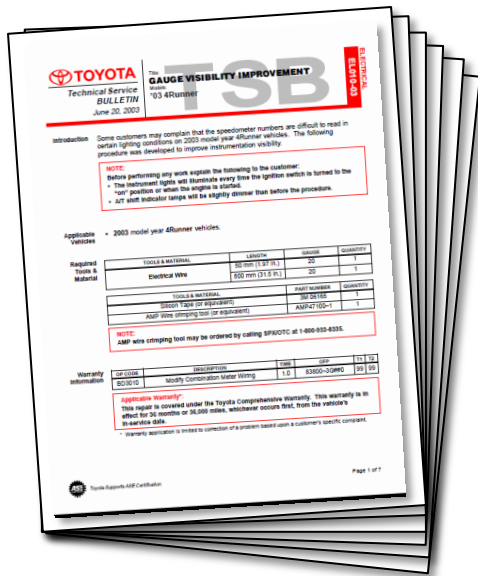 TOYOTA
Technical Service
BULLETIN
June 20, 2003
TSB
Title:
GAUGE VISIBILITY IMPROVEMENT
Models:
'03 4Runner
ELECTRICAL
EL010-03
Introduction
Some customers may complain that the speedometer numbers are difficult to read in
certain lighting conditions on 2003 model year 4Runner vehicles. The following
procedure was developed to improve instrumentation visibility.
NOTE:
Before performing any work explain the following to the customer:
• The instrument lights will illuminate every time the ignition switch is turned to the
"on" position or when the engine is started.
• A/T shift indicator lamps will be slightly dimmer than before the procedure.
Applicable
Vehicles
• 2003 model year 4Runner vehicles.
Required
Tools &
Material
TOOLS & MATERIAL LENGTH GAUGE QUANTITY
Electrical Wire
50 mm (1.97 in.) 20 1
800 mm (31.5 in.) 20 1
TOOLS & MATERIAL PART NUMBER QUANTITY
Silicon Tape (or equivalent) 3M 06165 1
AMP Wire crimping tool (or equivalent) AMP47100–1 1
NOTE:
AMP wire crimping tool may be ordered by calling SPX/OTC at 1-800-933-8335.
Warranty
Information
OP CODE DESCRIPTION TIME OFP T1 T2
BD3010 Modify Combination Meter Wiring 1.0 83800–3Q### 99 99
Applicable Warranty*:
This repair is covered under the Toyota Comprehensive Warranty. This warranty is in
effect for 36 months or 36,000 miles, whichever occurs first, from the vehicle's
in-service date.
* Warranty application is limited to correction of a problem based upon a customer's specific complaint.
ASE
Toyota Supports ASE Certification
Page 1 of 7